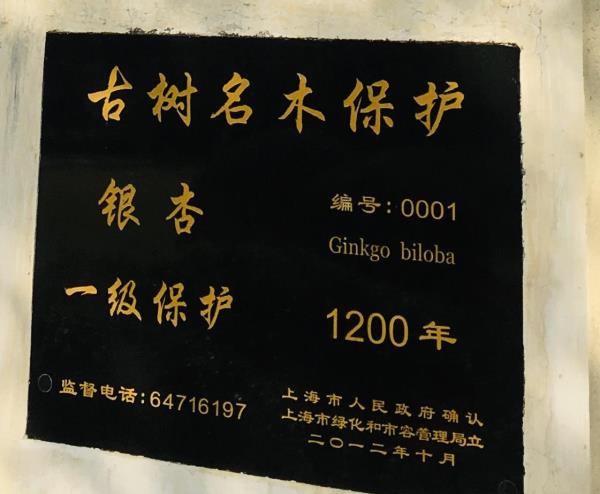 古树名木保护
银杏
编号:0001
Ginkgo biloba
一级保护
1200年
监督电话:64716197
上海市人民政府确认
上海市绿化和市容管理局立
二〇一二年十月